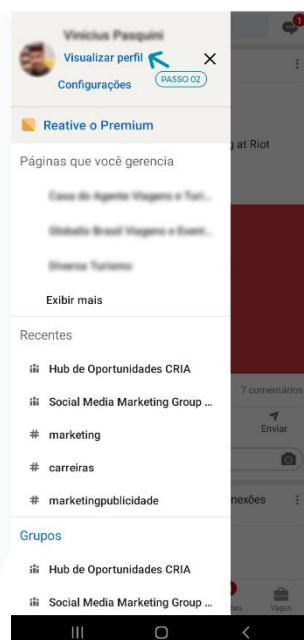 Vinicius Pasquini
Visualizar perfil
PASSO 02
Configurações
Reative o Premium
g at Riot
Páginas que você gerencia
Exibir mais
Recentes
Hub de Oportunidades CRIA
7 comentários
Social Media Marketing Group ...
Enviar
# marketing
# carreiras
# marketingpublicidade
nexões
Grupos
Hub de Oportunidades CRIA
Social Media Marketing Group ...
ões
Vagas